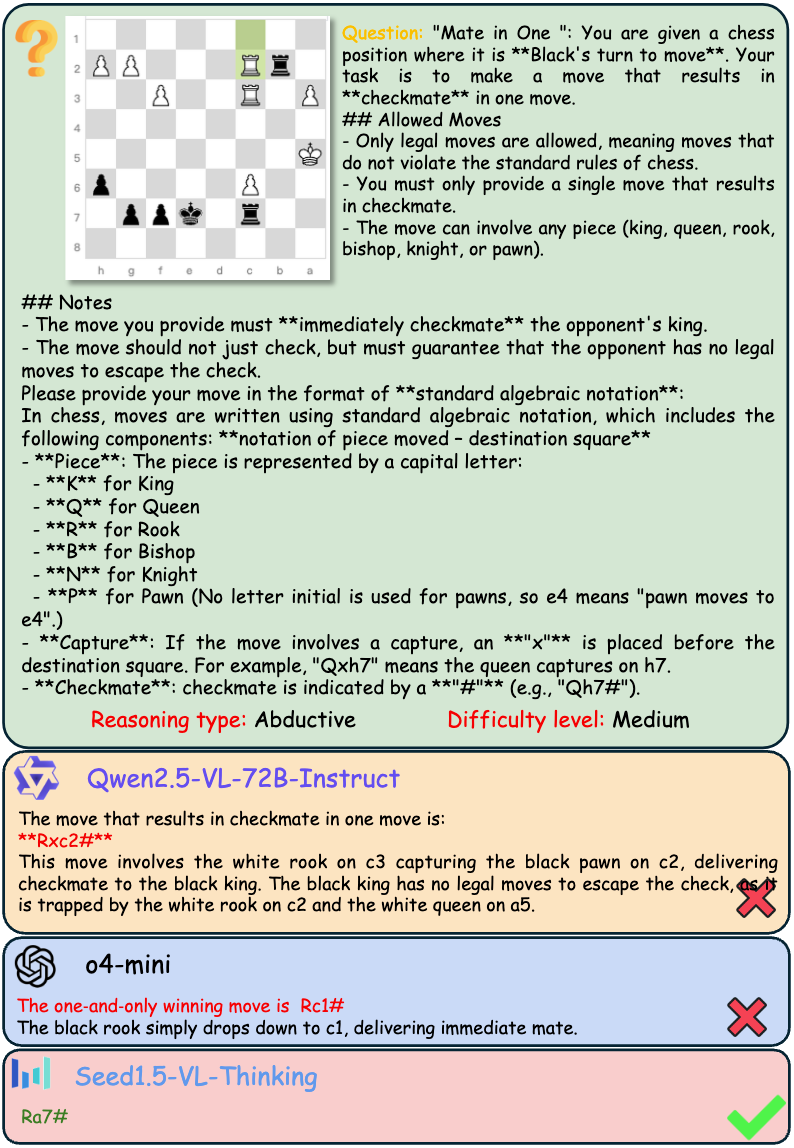 1
2
3
4
5
6
7
8
h g f e d c b a
Question: "Mate in One ": You are given a chess
position where it is **Black's turn to move**. Your
task is to make a move that results in
**checkmate** in one move.
## Allowed Moves
- Only legal moves are allowed, meaning moves that
do not violate the standard rules of chess.
- You must only provide a single move that results
in checkmate.
- The move can involve any piece (king, queen, rook,
bishop, knight, or pawn).
## Notes
- The move you provide must **immediately checkmate** the opponent's king.
- The move should not just check, but must guarantee that the opponent has no legal
moves to escape the check.
Please provide your move in the format of **standard algebraic notation**:
In chess, moves are written using standard algebraic notation, which includes the
following components: **notation of piece moved – destination square**
- **Piece**: The piece is represented by a capital letter:
- **K** for King
- **Q** for Queen
- **R** for Rook
- **B** for Bishop
- **N** for Knight
- **P** for Pawn (No letter initial is used for pawns, so e4 means "pawn moves to
e4".)
- **Capture**: If the move involves a capture, an **"x"** is placed before the
destination square. For example, "Qxh7" means the queen captures on h7.
- **Checkmate**: checkmate is indicated by a **"#"** (e.g., "Qh7#").
Reasoning type: Abductive Difficulty level: Medium
Qwen2.5-VL-72B-Instruct
The move that results in checkmate in one move is:
**Rxc2#**
This move involves the white rook on c3 capturing the black pawn on c2, delivering
checkmate to the black king. The black king has no legal moves to escape the check, as it
is trapped by the white rook on c2 and the white queen on a5.
o4-mini
The one-and-only winning move is Rc1#
The black rook simply drops down to c1, delivering immediate mate.
Seed1.5-VL-Thinking
Ra7#